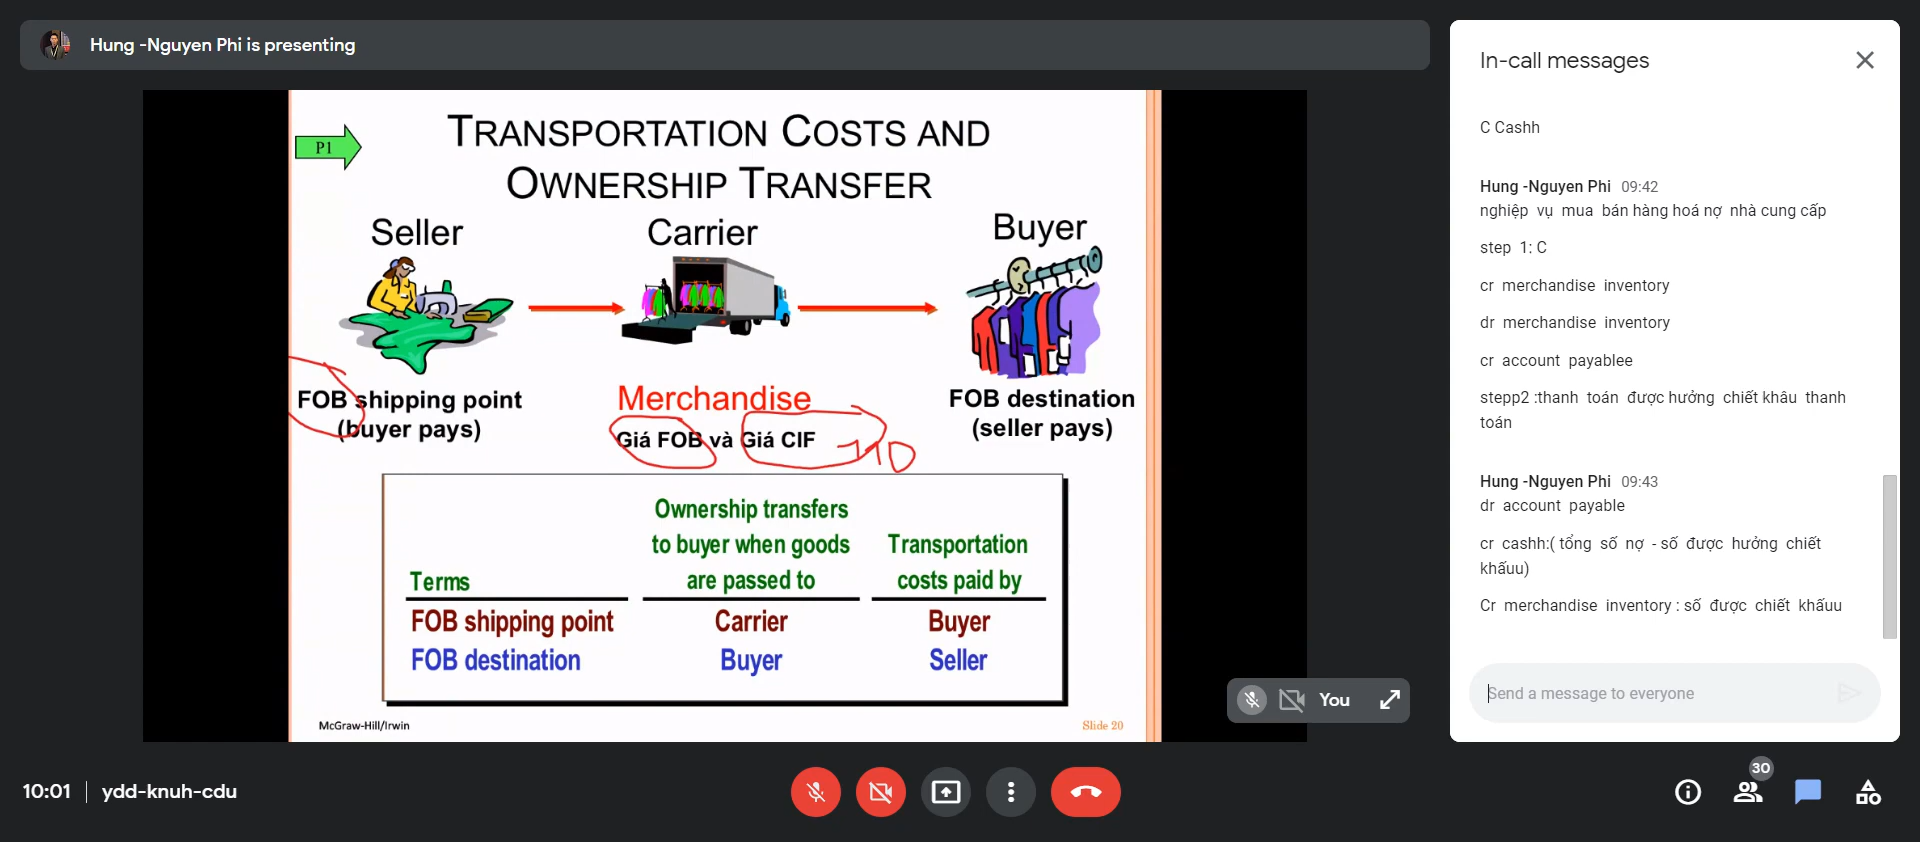 Hung -Nguyen Phi is presenting
P1
TRANSPORTATION COSTS AND
OWNERSHIP TRANSFER
Seller
Carrier
Buyer
FOB shipping point
(buyer pays)
Merchandise
Giá FOB và Giá CIF
FOB destination
(seller pays)
Terms
Ownership transfers
to buyer when goods
are passed to
Transportation
costs paid by
FOB shipping point Carrier Buyer
FOB destination Buyer Seller
McGraw-Hill/Irwin
Slide 20
You
In-call messages
C Cashh
Hung -Nguyen Phi 09:42
nghiệp vụ mua bán hàng hoá nợ nhà cung cấp
step 1: C
cr merchandise inventory
dr merchandise inventory
cr account payablee
stepp2 :thanh toán được hưởng chiết khâu thanh
toán
Hung -Nguyen Phi 09:43
dr account payable
cr cashh:( tổng số nợ - số được hưởng chiết
khấuu)
Cr merchandise inventory : số được chiết khấuu
Send a message to everyone
10:01 | ydd-knuh-cdu
30